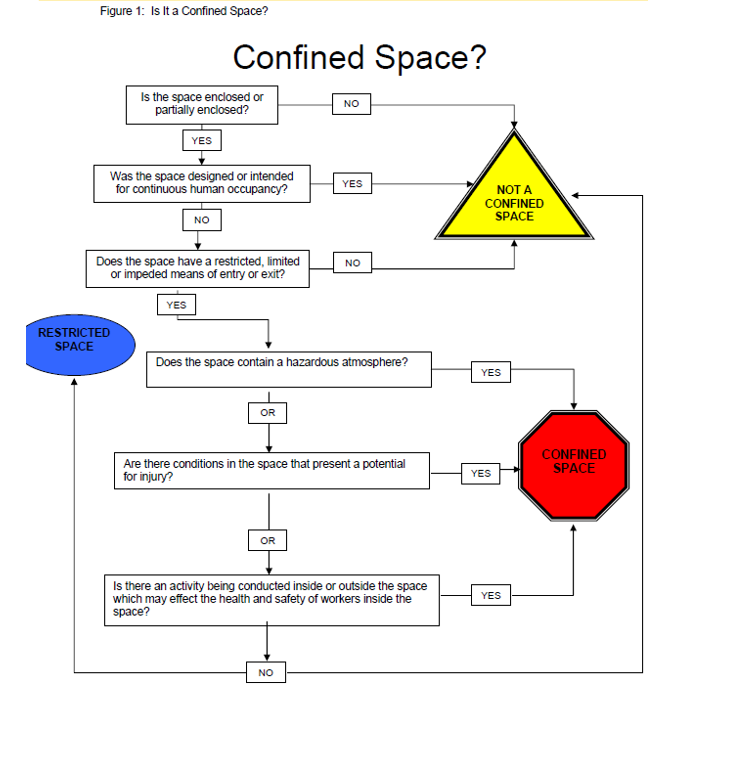 Figure 1: Is It a Confined Space?
Confined Space?
Is the space enclosed or
partially enclosed?
NO
YES
Was the space designed or intended
for continuous human occupancy?
YES
NOT A
CONFINED
SPACE
NO
Does the space have a restricted, limited
or impeded means of entry or exit?
NO
YES
RESTRICTED
SPACE
Does the space contain a hazardous atmosphere?
YES
OR
CONFINED
SPACE
Are there conditions in the space that present a potential
for injury?
YES
OR
Is there an activity being conducted inside or outside the space
which may effect the health and safety of workers inside the
space?
YES
NO